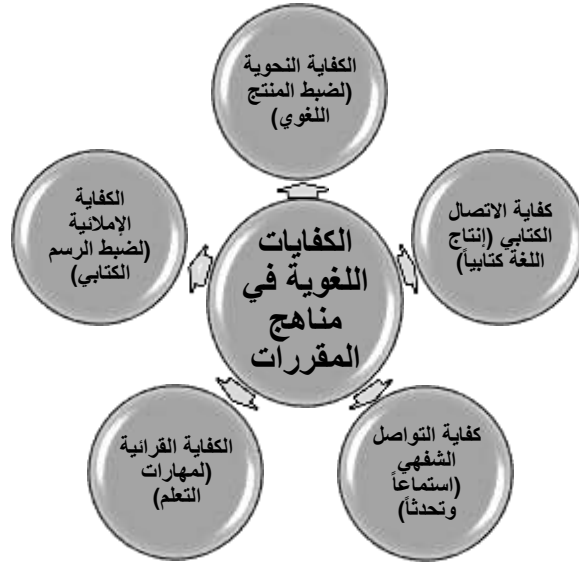 الكفاية النحوية
(لضبط المنتج
اللغوي)
كفاية الاتصال
الكتابي (إنتاج
اللغة كتابياً)
كفاية التواصل
الشفهي
(استماعاً
وتحدثاً)
الكفاية القرائية
(لمهارات
التعلم)
الكفاية
الإملائية
(لضبط الرسم
الكتابي)
الكفايات
اللغوية في
مناهج
المقررات